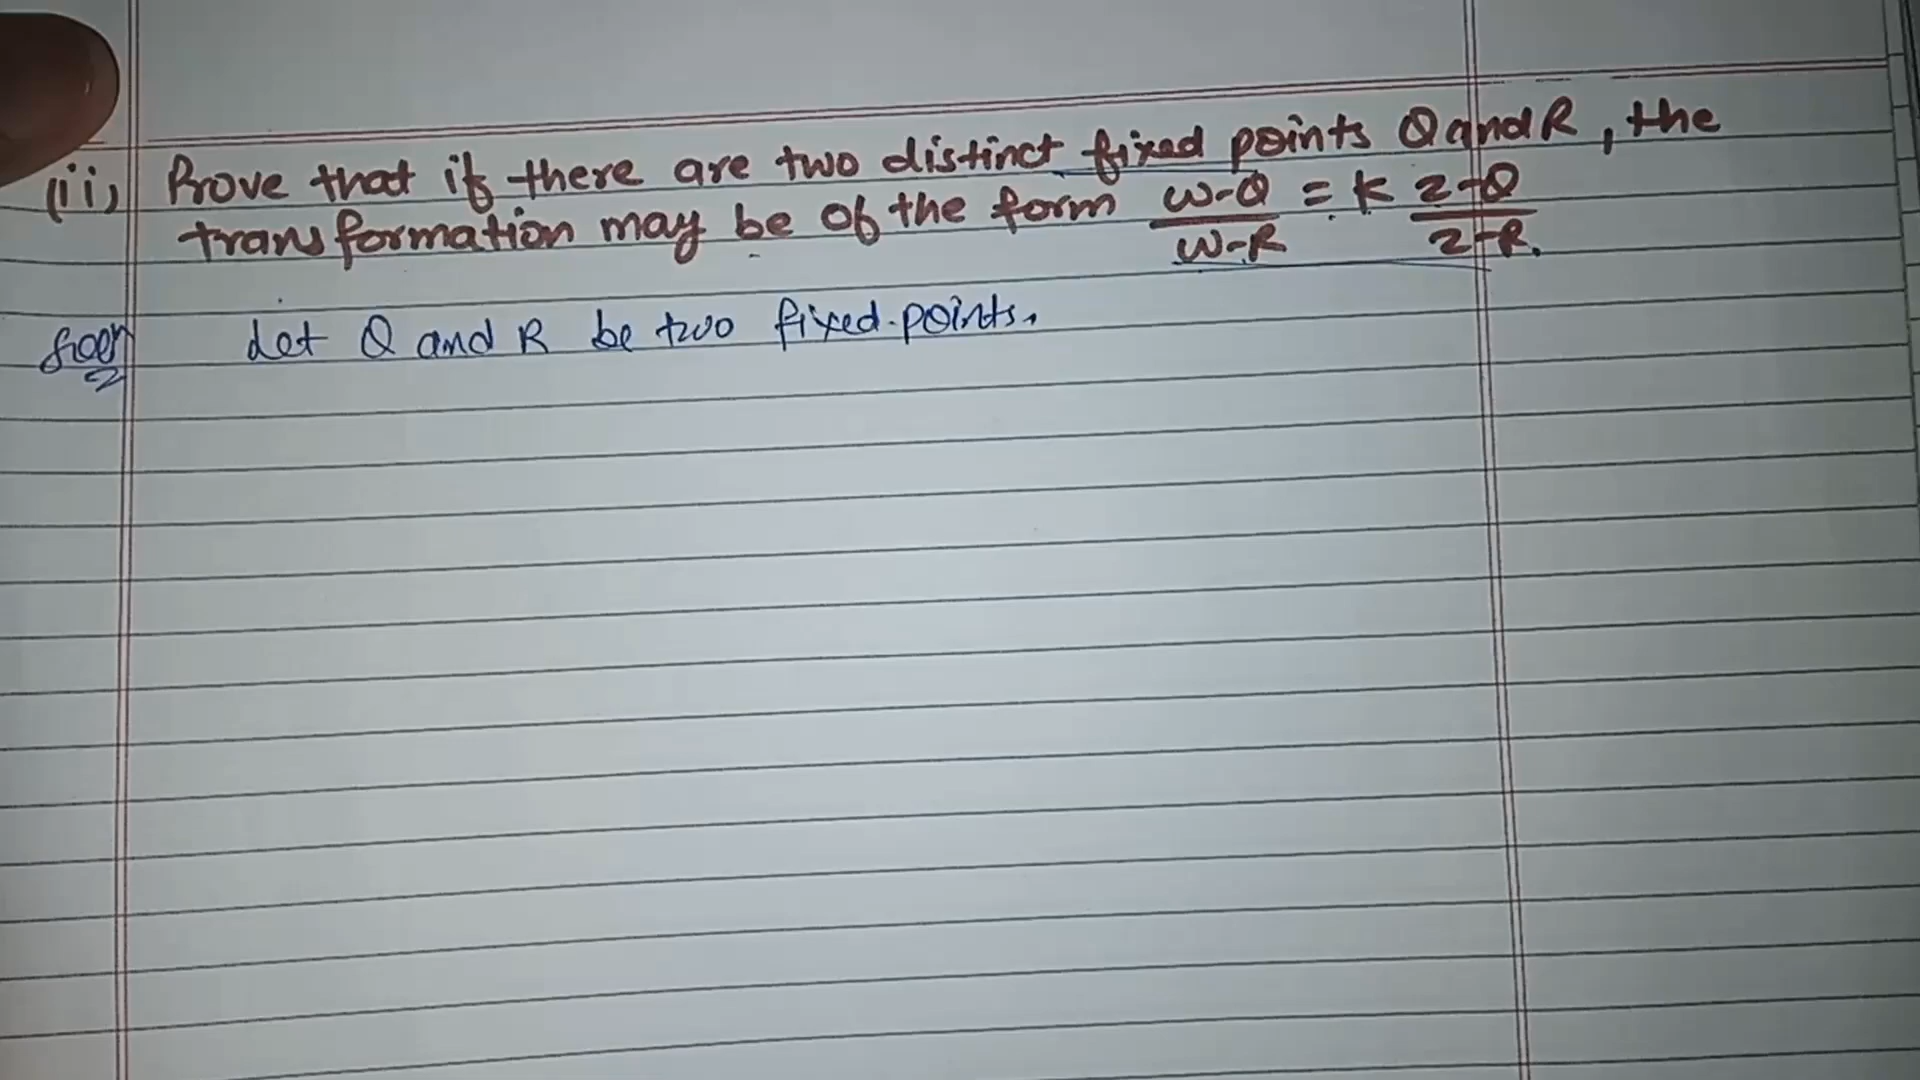 (ii) Prove that if there are two distinct fixed points Q and R, the
transformation may be of the form w-Q/w-R = k z-Q/z-R.
Let Q and R be two fixed points.